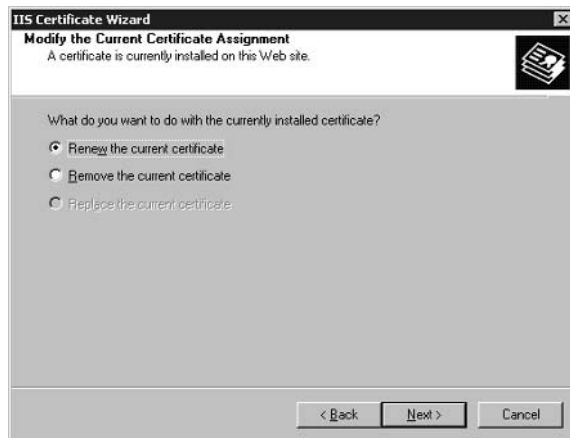 IIS Certificate Wizard
Modify the Current Certificate Assignment
A certificate is currently installed on this Web site.
What do you want to do with the currently installed certificate?
Renew the current certificate
Remove the current certificate
Replace the current certificate
< Back
Next >
Cancel